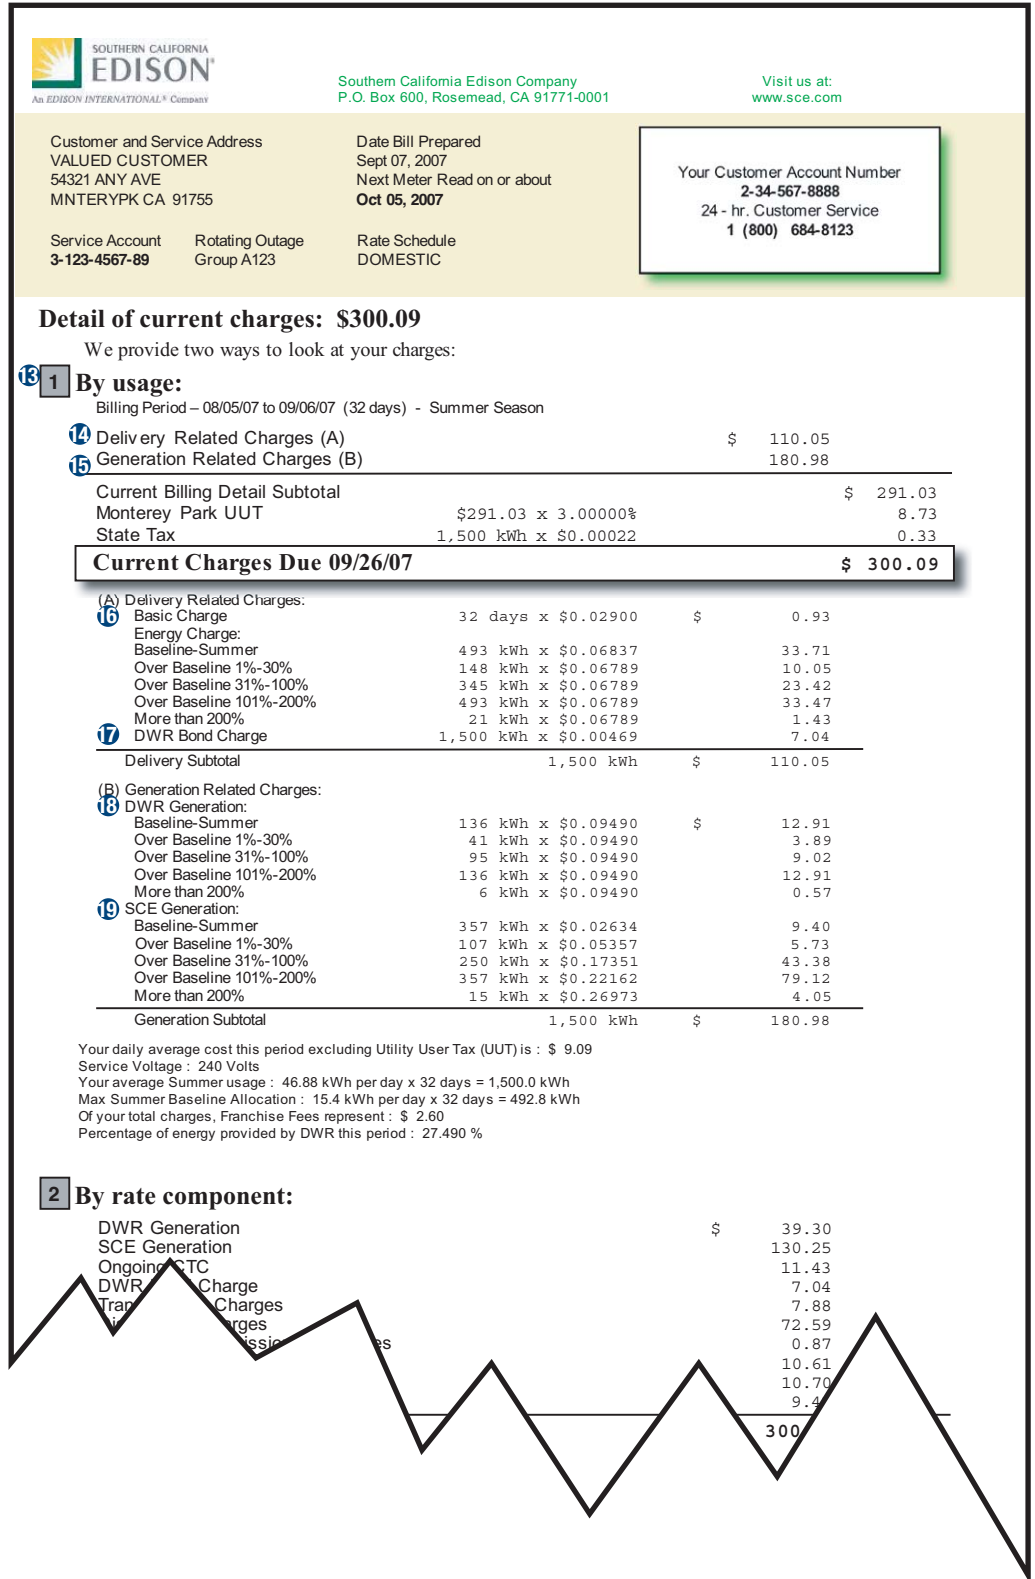 SOUTHERN CALIFORNIA
EDISON®
An EDISON INTERNATIONAL® Company
Southern California Edison Company
P.O. Box 600, Rosemead, CA 91771-0001
Visit us at:
www.sce.com
Customer and Service Address
VALUED CUSTOMER
54321 ANY AVE
MNTERYPK CA 91755
Date Bill Prepared
Sept 07, 2007
Next Meter Read on or about
Oct 05, 2007
Your Customer Account Number
2-34-567-8888
24 - hr. Customer Service
1 (800) 684-8123
Service Account
3-123-4567-89
Rotating Outage
Group A123
Rate Schedule
DOMESTIC
Detail of current charges: $300.09
We provide two ways to look at your charges:
13 1 By usage:
Billing Period – 08/05/07 to 09/06/07 (32 days) - Summer Season
14 Delivery Related Charges (A) $ 110.05
15 Generation Related Charges (B) 180.98
Current Billing Detail Subtotal $ 291.03
Monterey Park UUT $291.03 x 3.00000% 8.73
State Tax 1,500 kWh x $0.00022 0.33
Current Charges Due 09/26/07 $ 300.09
(A) Delivery Related Charges:
16 Basic Charge 32 days x $0.02900 $ 0.93
Energy Charge:
Baseline-Summer 493 kWh x $0.06837 33.71
Over Baseline 1%-30% 148 kWh x $0.06789 10.05
Over Baseline 31%-100% 345 kWh x $0.06789 23.42
Over Baseline 101%-200% 493 kWh x $0.06789 33.47
More than 200% 21 kWh x $0.06789 1.43
17 DWR Bond Charge 1,500 kWh x $0.00469 7.04
Delivery Subtotal 1,500 kWh $ 110.05
(B) Generation Related Charges:
18 DWR Generation:
Baseline-Summer 136 kWh x $0.09490 $ 12.91
Over Baseline 1%-30% 41 kWh x $0.09490 3.89
Over Baseline 31%-100% 95 kWh x $0.09490 9.02
Over Baseline 101%-200% 136 kWh x $0.09490 12.91
More than 200% 6 kWh x $0.09490 0.57
19 SCE Generation:
Baseline-Summer 357 kWh x $0.02634 9.40
Over Baseline 1%-30% 107 kWh x $0.05357 5.73
Over Baseline 31%-100% 250 kWh x $0.17351 43.38
Over Baseline 101%-200% 357 kWh x $0.22162 79.12
More than 200% 15 kWh x $0.26973 4.05
Generation Subtotal 1,500 kWh $ 180.98
Your daily average cost this period excluding Utility User Tax (UUT) is : $ 9.09
Service Voltage : 240 Volts
Your average Summer usage : 46.88 kWh per day x 32 days = 1,500.0 kWh
Max Summer Baseline Allocation : 15.4 kWh per day x 32 days = 492.8 kWh
Of your total charges, Franchise Fees represent : $ 2.60
Percentage of energy provided by DWR this period : 27.490 %
2 By rate component:
DWR Generation $ 39.30
SCE Generation 130.25
Ongoing CTC 11.43
DWR Charge 7.04
Charges 7.88
72.59
0.87
10.61
10.70
9.4
300